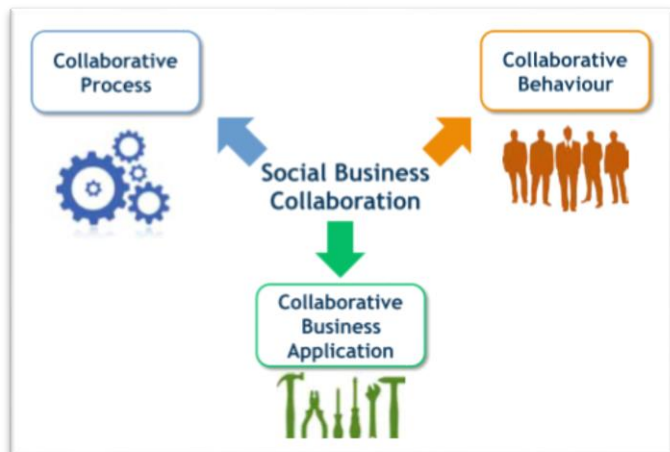 Collaborative
Process
Collaborative
Behaviour
Social Business
Collaboration
Collaborative
Business
Application